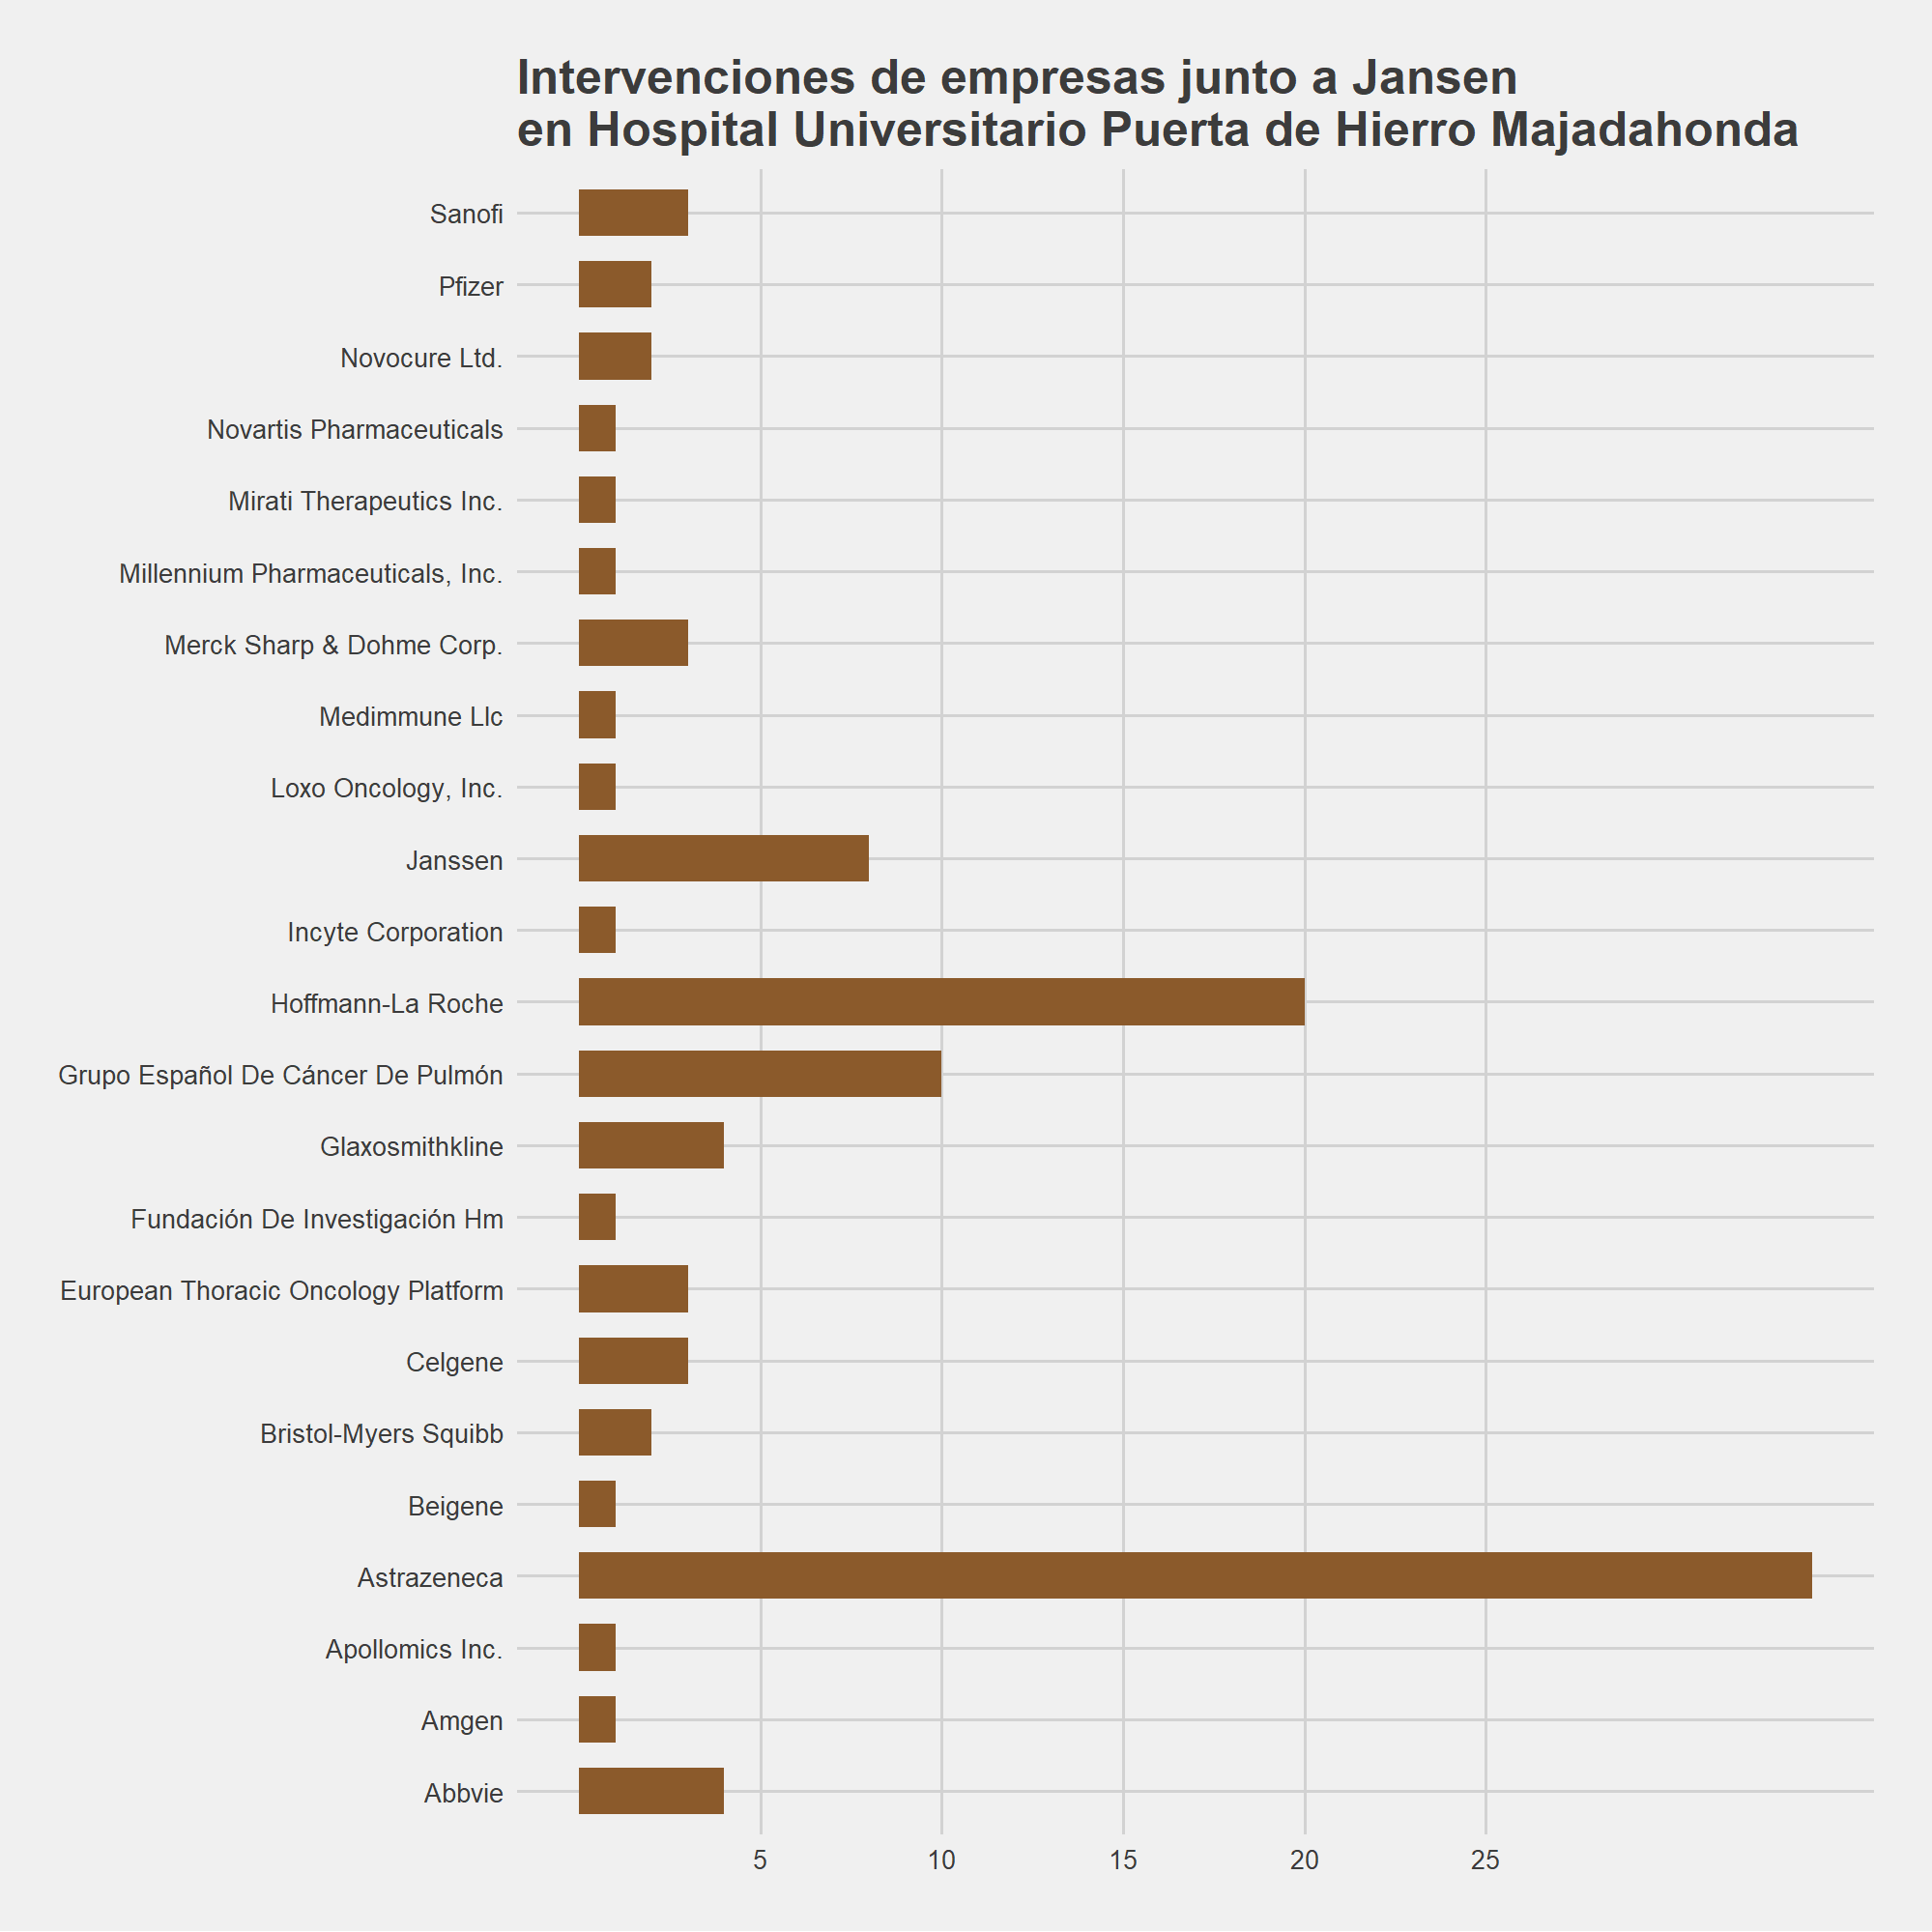 Intervenciones de empresas junto a Jansen
en Hospital Universitario Puerta de Hierro Majadahonda
Sanofi
Pfizer
Novocure Ltd.
Novartis Pharmaceuticals
Mirati Therapeutics Inc.
Millennium Pharmaceuticals, Inc.
Merck Sharp & Dohme Corp.
Medimmune Llc
Loxo Oncology, Inc.
Janssen
Incyte Corporation
Hoffmann-La Roche
Grupo Español De Cáncer De Pulmón
Glaxosmithkline
Fundación De Investigación Hm
European Thoracic Oncology Platform
Celgene
Bristol-Myers Squibb
Beigene
Astrazeneca
Apollomics Inc.
Amgen
Abbvie
5 10 15 20 25